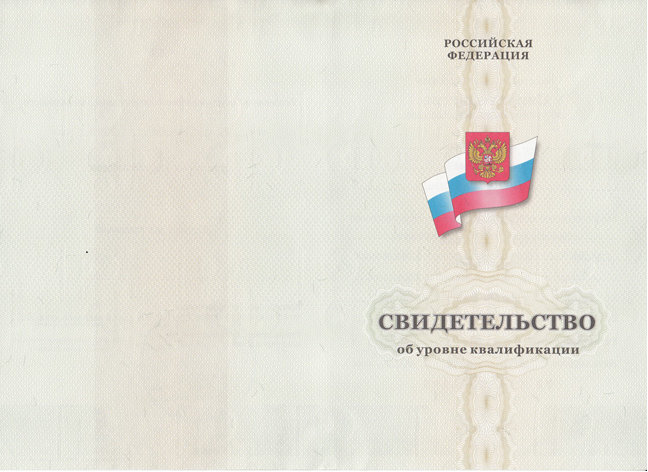 РОССИЙСКАЯ
ФЕДЕРАЦИЯ
СВИДЕТЕЛЬСТВО
об уровне квалификации